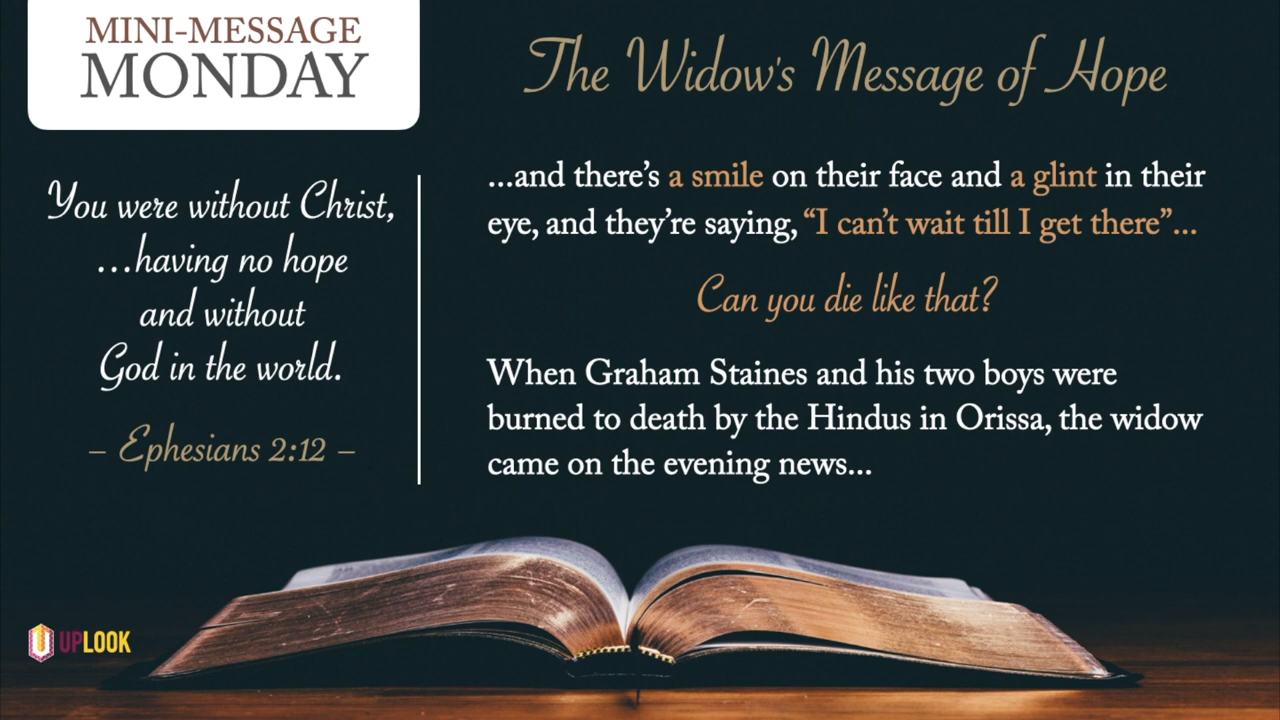 MINI-MESSAGE
MONDAY
The Widow's Message of Hope
You were without Christ,
...having no hope
and without
God in the world.
– Ephesians 2:12 –
...and there’s a smile on their face and a glint in their
eye, and they’re saying, “I can’t wait till I get there”...
Can you die like that?
When Graham Staines and his two boys were
burned to death by the Hindus in Orissa, the widow
came on the evening news...
UPLOOK